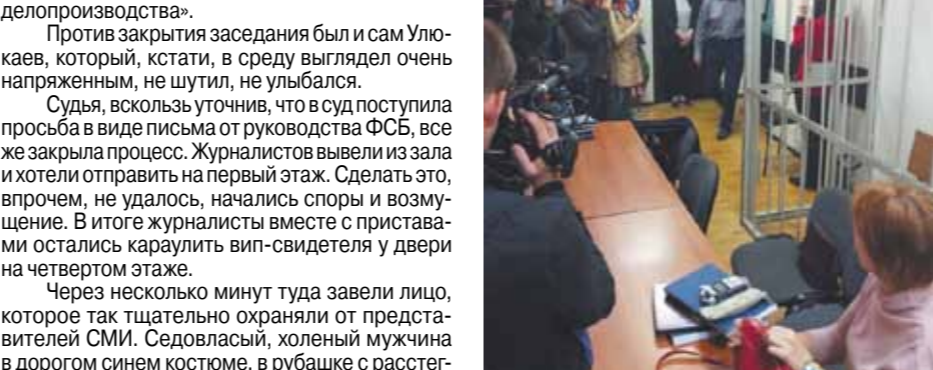 делопроизводства».
Против закрытия заседания был и сам Улю-
каев, который, кстати, в среду выглядел очень
напряженным, не шутил, не улыбался.
Судья, вскользь уточнив, что в суд поступила
просьба в виде письма от руководства ФСБ, все
же закрыла процесс. Журналистов вывели из зала
и хотели отправить на первый этаж. Сделать это,
впрочем, не удалось, начались споры и возму-
щение. В итоге журналисты вместе с пристава-
ми остались караулить вип-свидетеля у двери
на четвертом этаже.
Через несколько минут туда завели лицо,
которое так тщательно охраняли от предста-
вителей СМИ. Седовласый, холеный мужчина
в дорогом синем костюме, в рубашке с расстег-